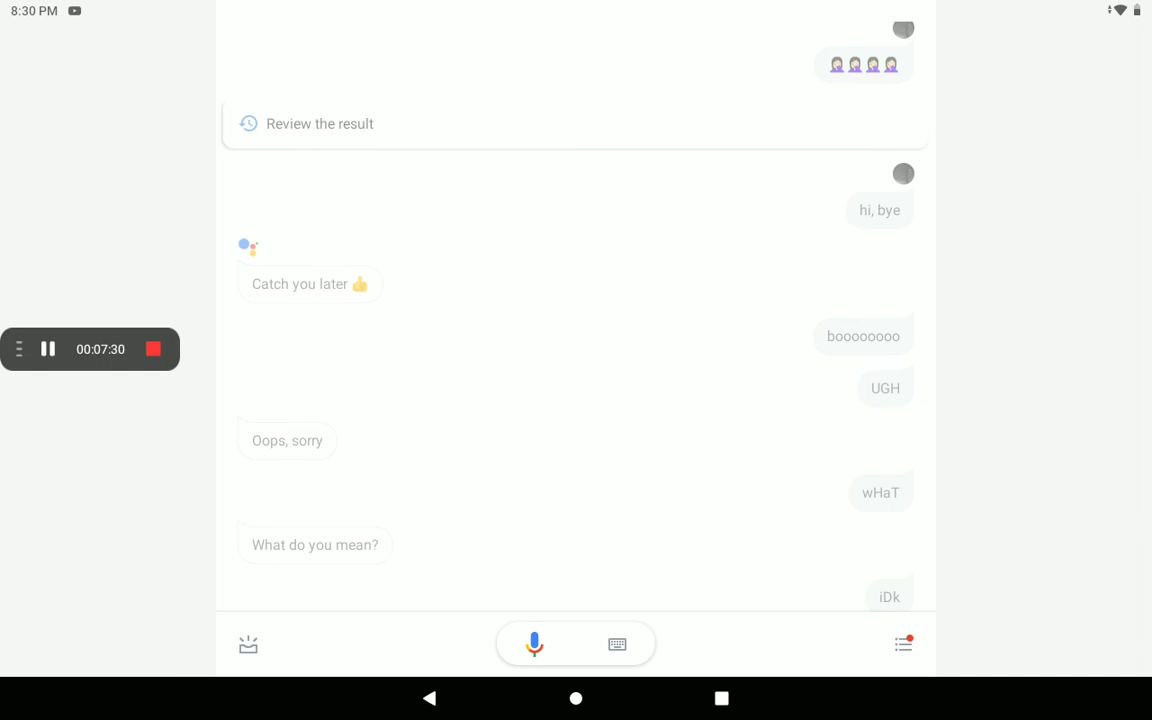 8:30 PM
🤦🏻‍♀️🤦🏻‍♀️🤦🏻‍♀️🤦🏻‍♀️
Review the result
hi, bye
Catch you later 👍
boooooooo
UGH
00:07:30
Oops, sorry
wHaT
What do you mean?
iDk